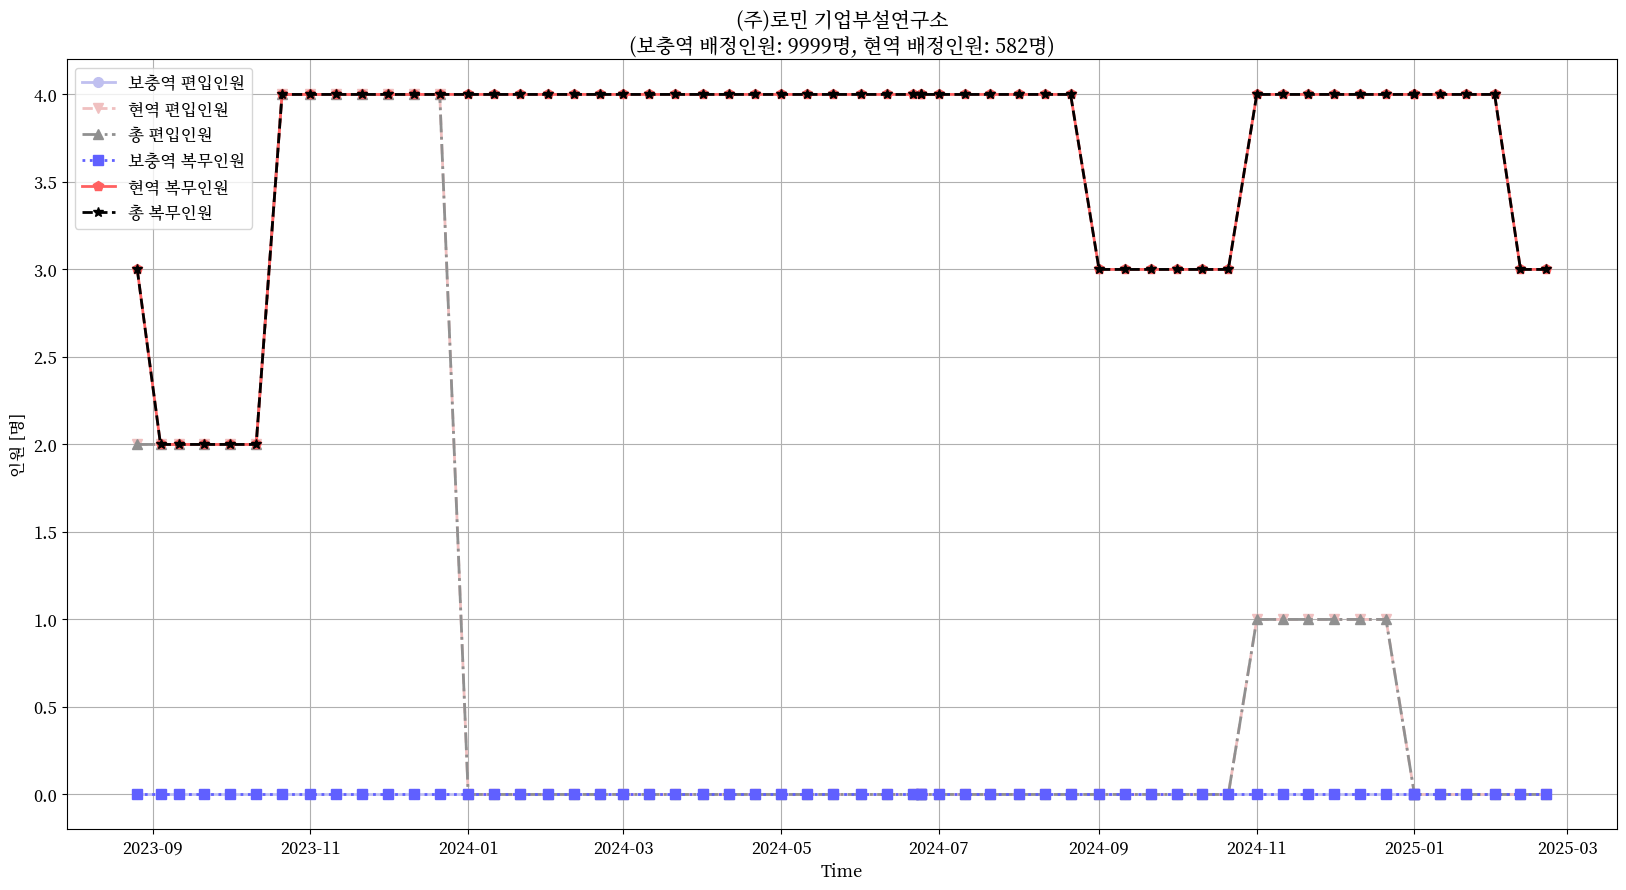 (주)로민 기업부설연구소
(보충역 배정인원: 9999명, 현역 배정인원: 582명)
보충역 편입인원
현역 편입인원
총 편입인원
보충역 복무인원
현역 복무인원
총 복무인원
4.0
3.5
3.0
2.5
2.0
1.5
1.0
0.5
0.0
인원 [명]
2023-09 2023-11 2024-01 2024-03 2024-05 2024-07 2024-09 2024-11 2025-01 2025-03
Time